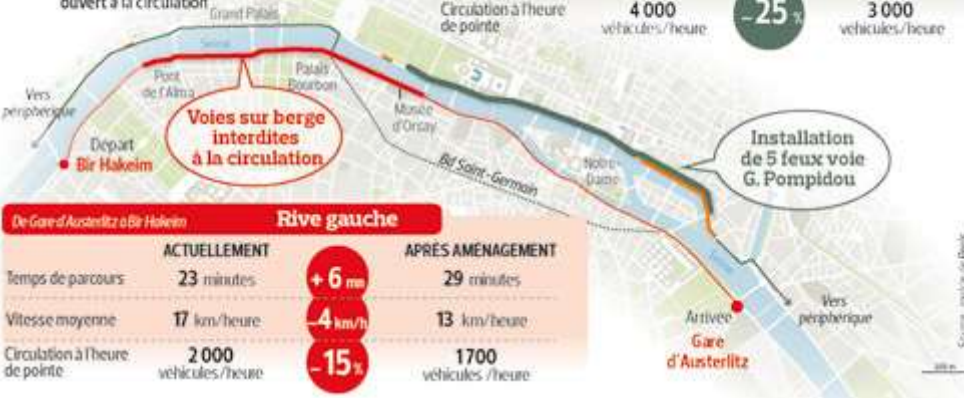 ouvert à la circulation
Grand Palais
Circulation à l'heure
de pointe
4 000
véhicules/heure
-25 %
3 000
véhicules/heure
Seine
Pont
de l'Alma
Palais
Bourbon
Vers
périphérique
Musée
d'Orsay
Voies sur berge
interdites
à la circulation
Départ
Bir Hakeim
Bd Saint-Germain
Notre-
Dame
Installation
de 5 feux voie
G. Pompidou
De Gare d'Austerlitz à Bir Hakeim
Rive gauche
ACTUELLEMENT
APRÈS AMÉNAGEMENT
Temps de parcours
23 minutes
+ 6 mn
29 minutes
Vitesse moyenne
17 km/heure
-4 km/h
13 km/heure
Circulation à l'heure
de pointe
2 000
véhicules/heure
-15 %
1700
véhicules/heure
Arrivée
Gare
d'Austerlitz
Vers
périphérique